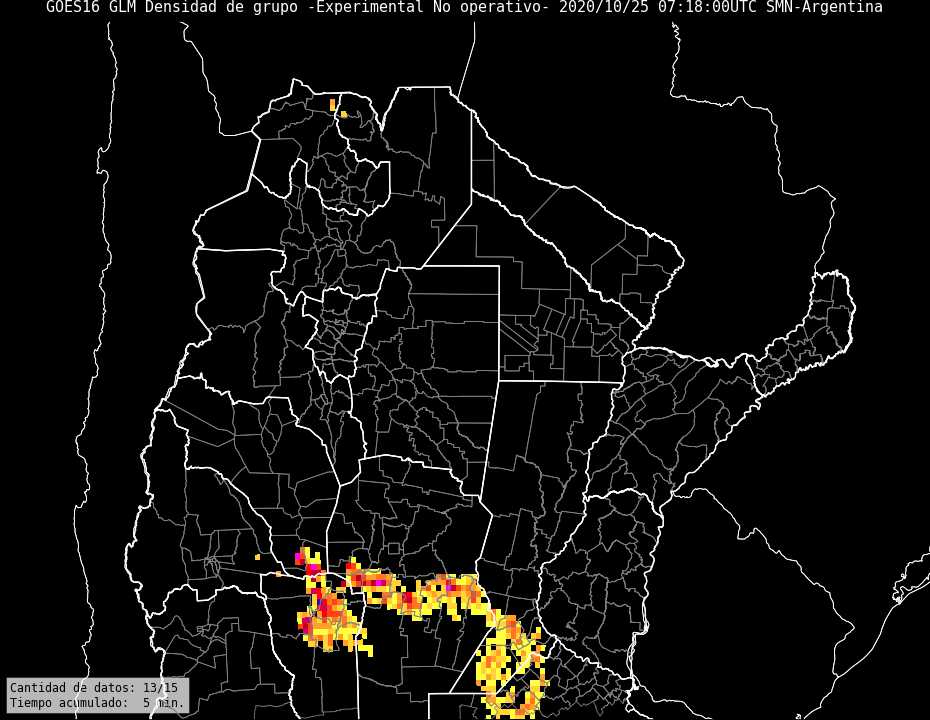 GOES16 GLM Densidad de grupo -Experimental No operativo- 2020/10/25 07:18:00UTC SMN-Argentina
Cantidad de datos: 13/15
Tiempo acumulado:  5 min.